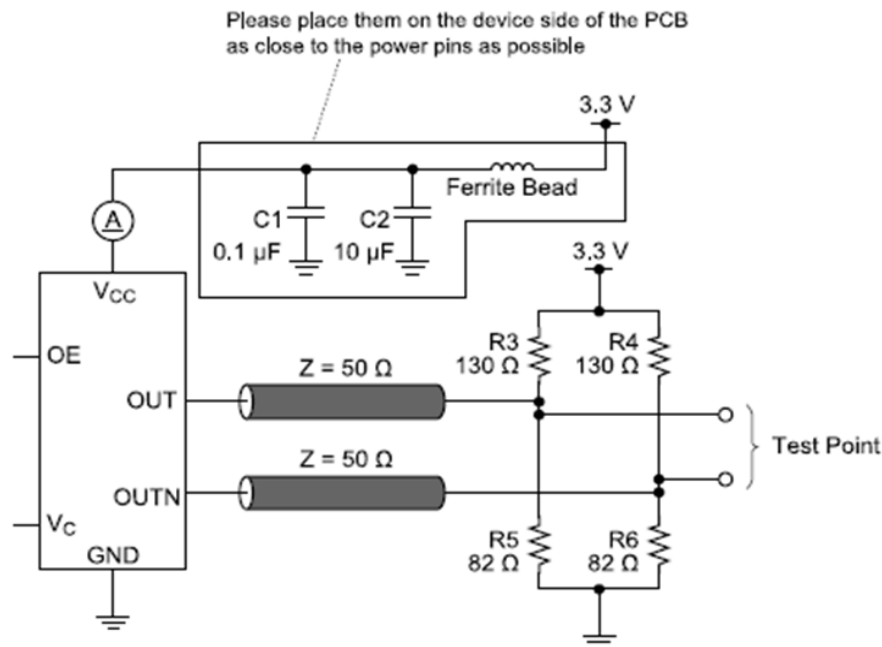 Please place them on the device side of the PCB
as close to the power pins as possible
3.3 V
Ferrite Bead
A
C1
0.1 µF
C2
10 µF
3.3 V
VCC
OE
R3
130 Ω
R4
130 Ω
Z = 50 Ω
OUT
Test Point
Z = 50 Ω
OUTN
VC
GND
R5
82 Ω
R6
82 Ω